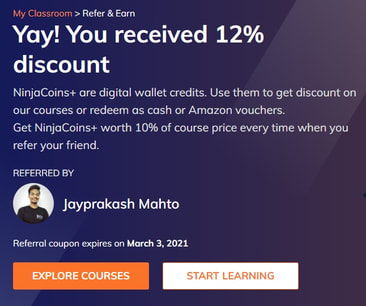 My Classroom > Refer & Earn
Yay! You received 12%
discount
NinjaCoins+ are digital wallet credits. Use them to get discount on
our courses or redeem as cash or Amazon vouchers.
Get NinjaCoins+ worth 10% of course price every time when you
refer your friend.
REFERRED BY
Jayprakash Mahto
Referral coupon expires on March 3, 2021
EXPLORE COURSES
START LEARNING